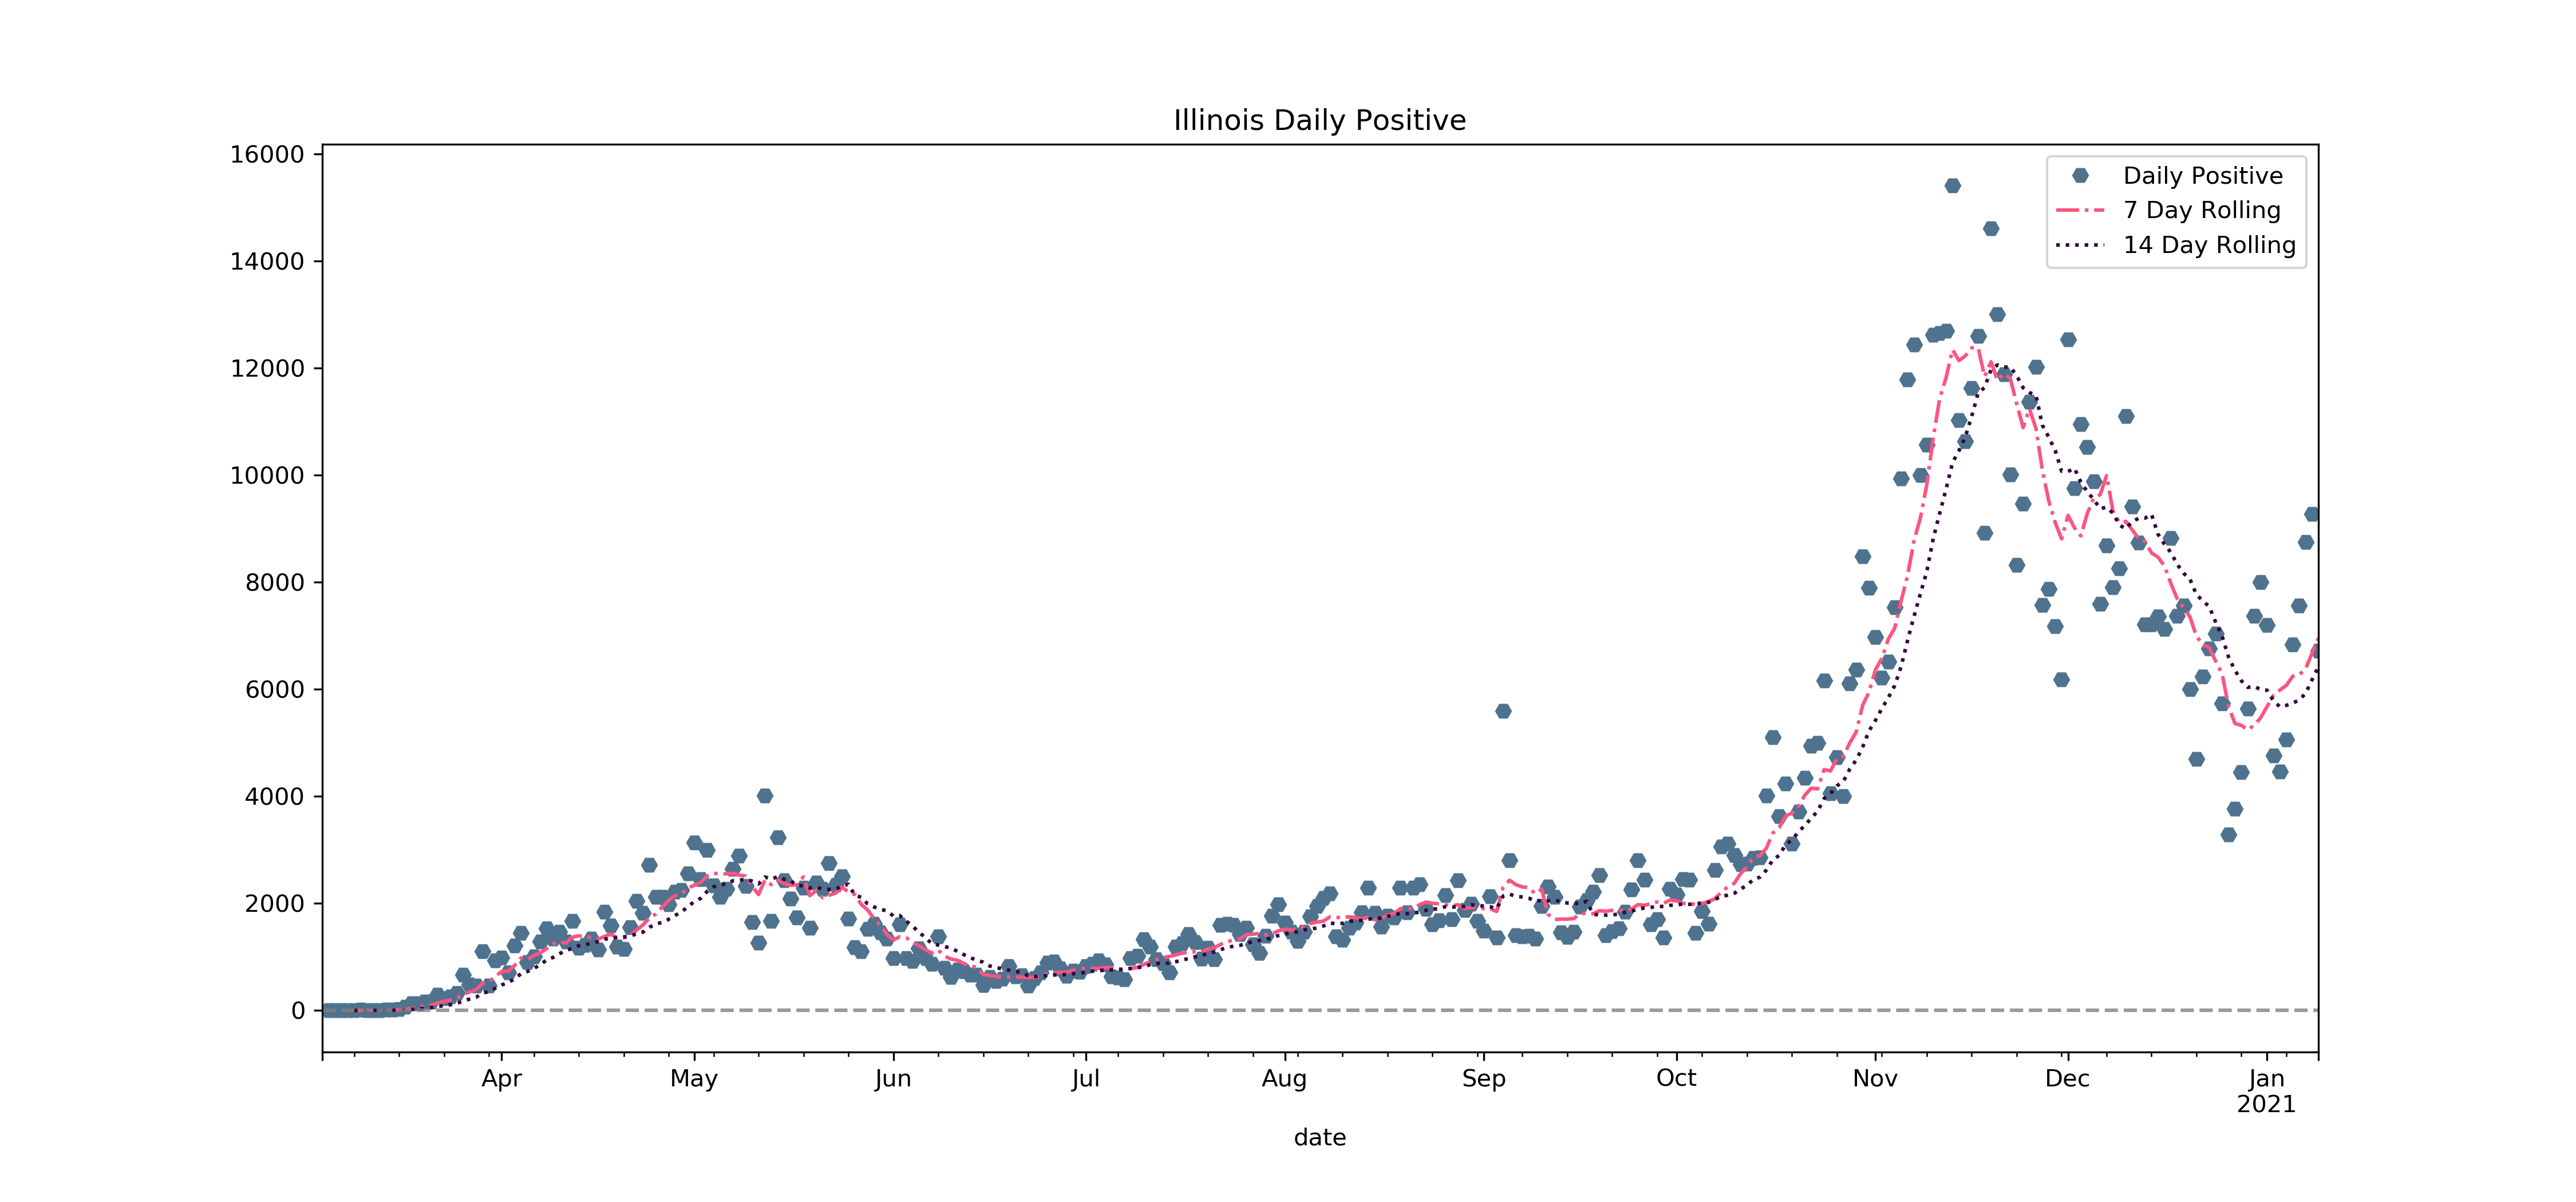 Illinois Daily Positive
16000
14000
12000
10000
8000
6000
4000
2000
0
Daily Positive
7 Day Rolling
14 Day Rolling
Apr May Jun Jul Aug Sep Oct Nov Dec Jan
2021
date